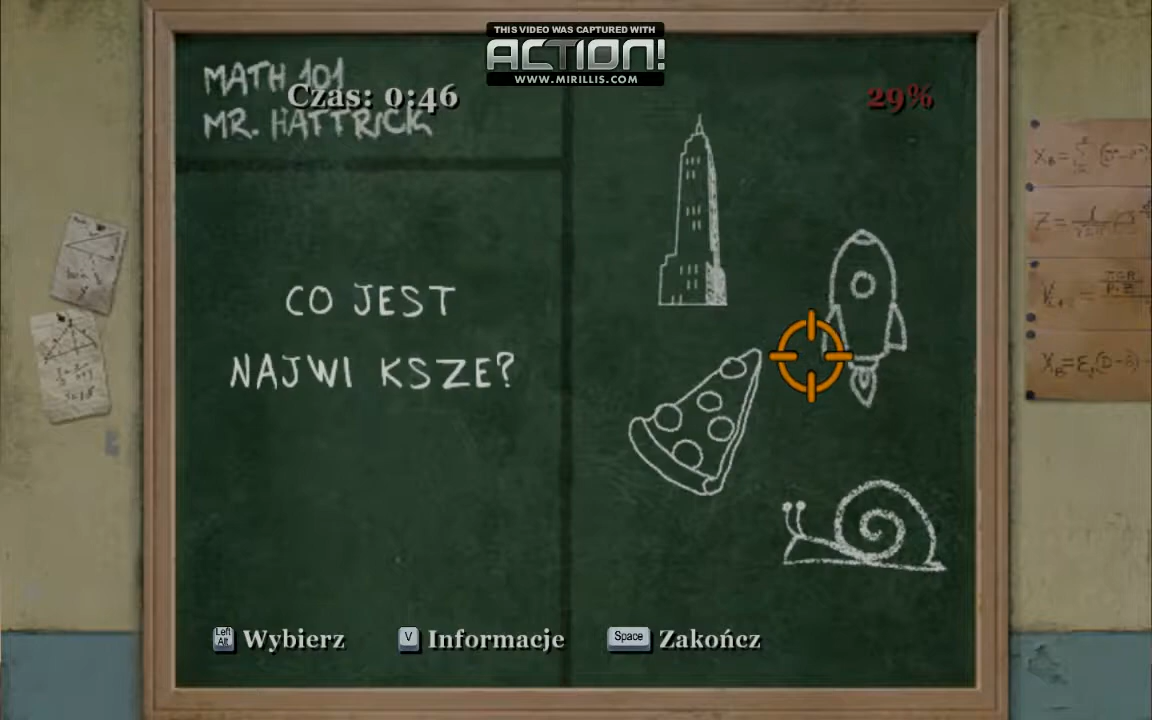 THIS VIDEO WAS CAPTURED WITH
ACTION!
WWW.MIRILLIS.COM
MATH 101
Czas: 0:46
29%
MR. HATTRICK
CO JEST
NAJWI KSZE?
Left Alt Wybierz
V Informacje
Space Zakończ